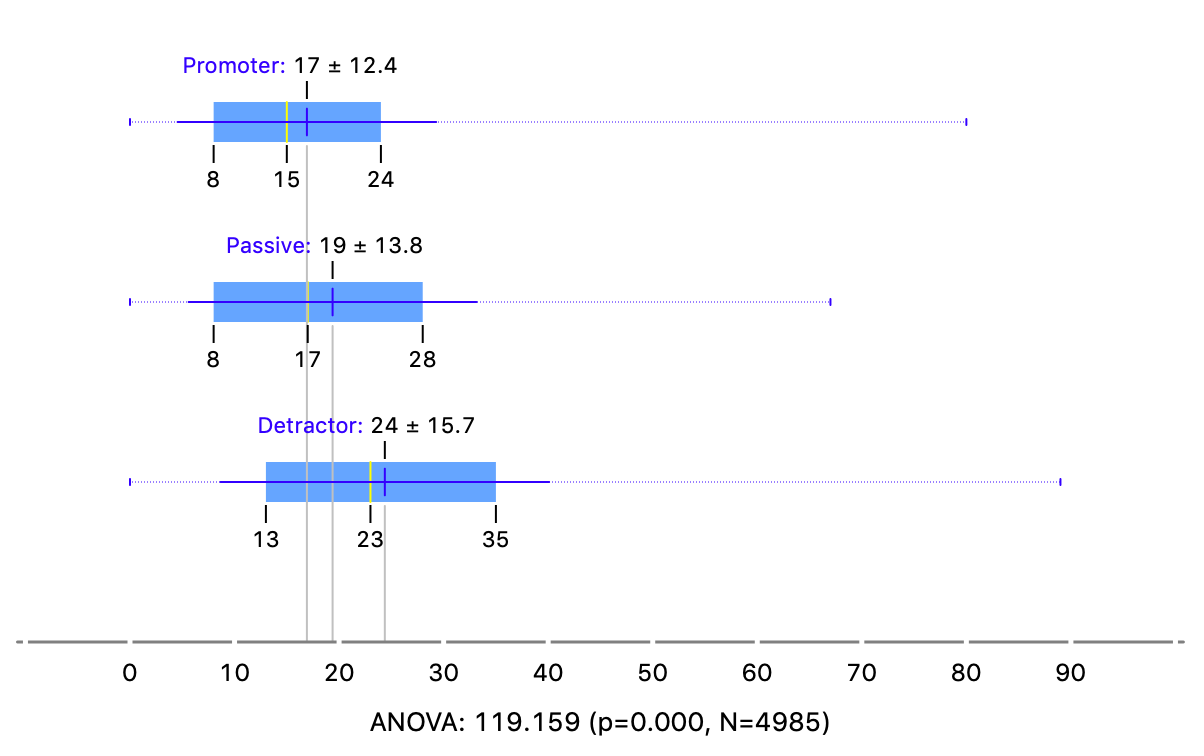 Promoter: 17 ± 12.4
8 15 24
Passive: 19 ± 13.8
8 17 28
Detractor: 24 ± 15.7
13 23 35
0 10 20 30 40 50 60 70 80 90
ANOVA: 119.159 (p=0.000, N=4985)